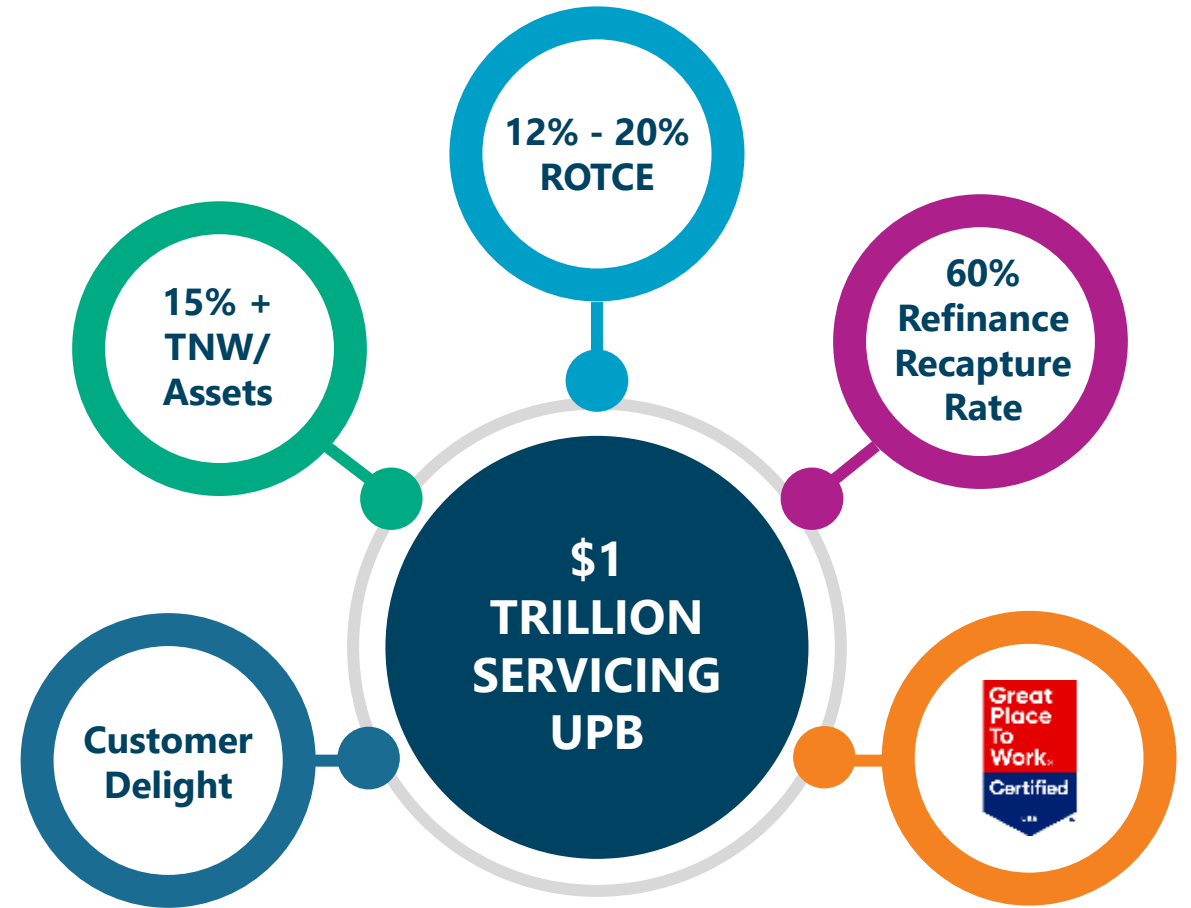 12% - 20%
ROTCE
15% +
TNW/
Assets
60%
Refinance
Recapture
Rate
$1
TRILLION
SERVICING
UPB
Customer
Delight
Great
Place
To
Work.
Certified